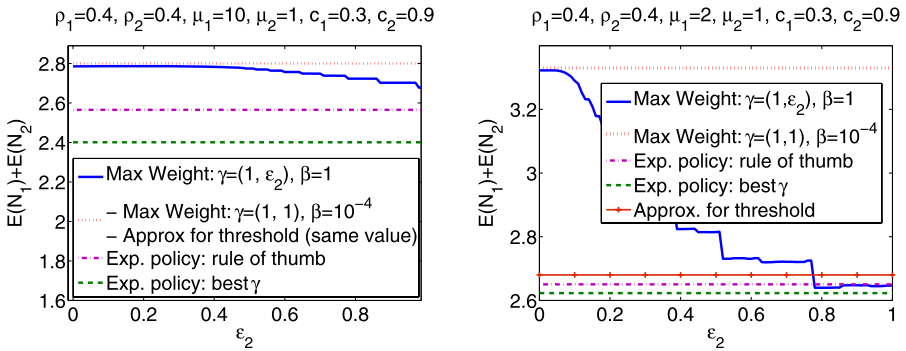 ρ₁=0.4, ρ₂=0.4, μ₁=10, μ₂=1, c₁=0.3, c₂=0.9
E(N₁)+E(N₂)
2.8
2.6
2.4
2.2
2
1.8
1.6
Max Weight: γ=(1, ε₂), β=1
– Max Weight: γ=(1, 1), β=10⁻⁴
– Approx for threshold (same value)
Exp. policy: rule of thumb
Exp. policy: best γ
0 0.2 0.4 0.6 0.8
ε₂
ρ₁=0.4, ρ₂=0.4, μ₁=2, μ₂=1, c₁=0.3, c₂=0.9
E(N₁)+E(N₂)
3.2
3
2.8
2.6
Max Weight: γ=(1,ε₂), β=1
Max Weight: γ=(1,1), β=10⁻⁴
Exp. policy: rule of thumb
Exp. policy: best γ
Approx. for threshold
0 0.2 0.4 0.6 0.8 1
ε₂